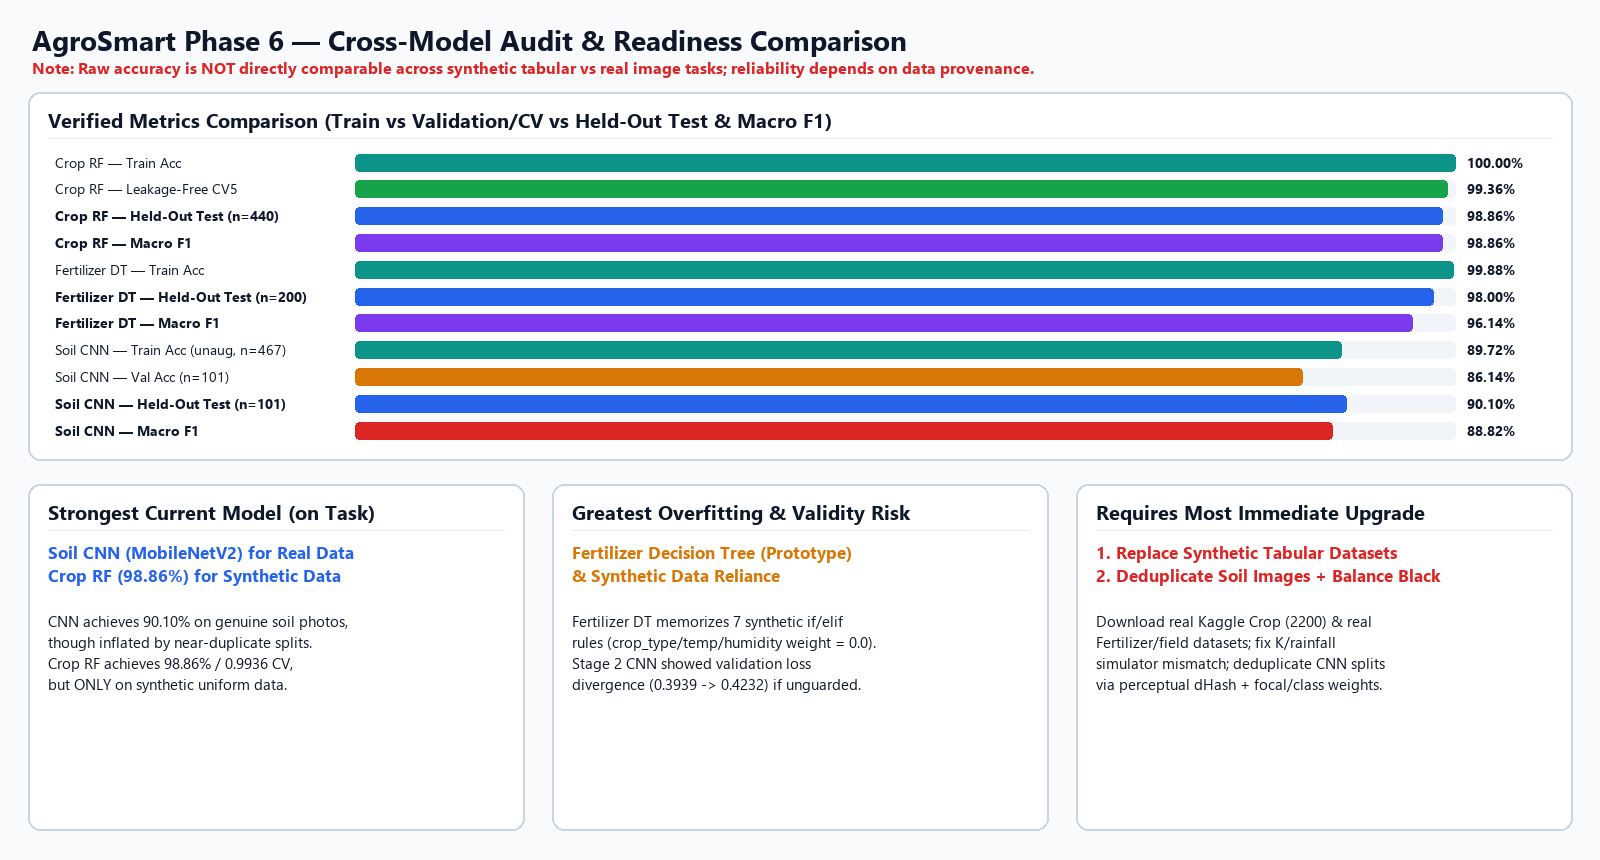 AgroSmart Phase 6 — Cross-Model Audit & Readiness Comparison
Note: Raw accuracy is NOT directly comparable across synthetic tabular vs real image tasks; reliability depends on data provenance.
Verified Metrics Comparison (Train vs Validation/CV vs Held-Out Test & Macro F1)
Crop RF — Train Acc 100.00%
Crop RF — Leakage-Free CV5 99.36%
Crop RF — Held-Out Test (n=440) 98.86%
Crop RF — Macro F1 98.86%
Fertilizer DT — Train Acc 99.88%
Fertilizer DT — Held-Out Test (n=200) 98.00%
Fertilizer DT — Macro F1 96.14%
Soil CNN — Train Acc (unaug, n=467) 89.72%
Soil CNN — Val Acc (n=101) 86.14%
Soil CNN — Held-Out Test (n=101) 90.10%
Soil CNN — Macro F1 88.82%
Strongest Current Model (on Task)
Soil CNN (MobileNetV2) for Real Data
Crop RF (98.86%) for Synthetic Data
CNN achieves 90.10% on genuine soil photos,
though inflated by near-duplicate splits.
Crop RF achieves 98.86% / 0.9936 CV,
but ONLY on synthetic uniform data.
Greatest Overfitting & Validity Risk
Fertilizer Decision Tree (Prototype)
& Synthetic Data Reliance
Fertilizer DT memorizes 7 synthetic if/elif
rules (crop_type/temp/humidity weight = 0.0).
Stage 2 CNN showed validation loss
divergence (0.3939 -> 0.4232) if unguarded.
Requires Most Immediate Upgrade
1. Replace Synthetic Tabular Datasets
2. Deduplicate Soil Images + Balance Black
Download real Kaggle Crop (2200) & real
Fertilizer/field datasets; fix K/rainfall
simulator mismatch; deduplicate CNN splits
via perceptual dHash + focal/class weights.